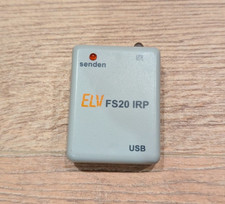 senden
ELV FS20 IRP
USB